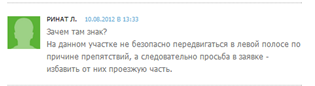 РИНАТ Л. 10.08.2012 В 13:33
Зачем там знак?
На данном участке не безопасно передвигаться в левой полосе по
причине препятствий, а следовательно просьба в заявке -
избавить от них проезжую часть.